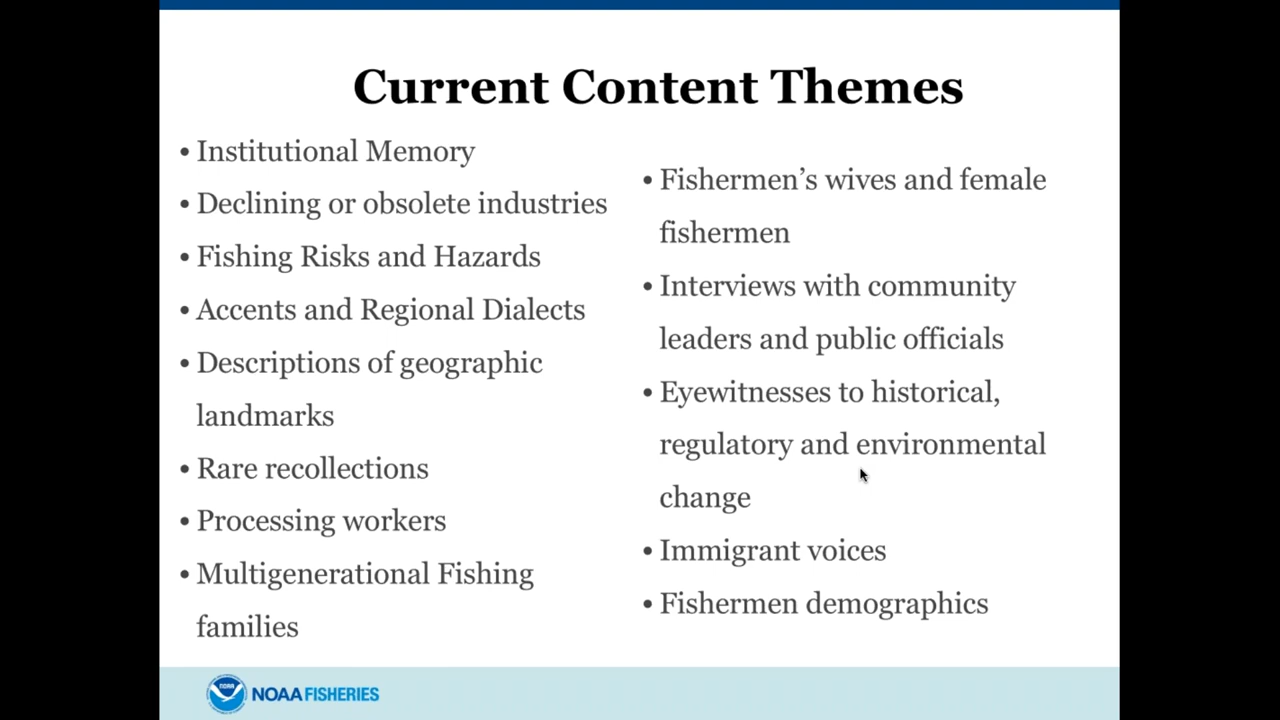 Current Content Themes
• Institutional Memory
• Declining or obsolete industries
• Fishing Risks and Hazards
• Accents and Regional Dialects
• Descriptions of geographic
landmarks
• Rare recollections
• Processing workers
• Multigenerational Fishing
families
• Fishermen’s wives and female
fishermen
• Interviews with community
leaders and public officials
• Eyewitnesses to historical,
regulatory and environmental
change
• Immigrant voices
• Fishermen demographics
NOAA
NOAA FISHERIES